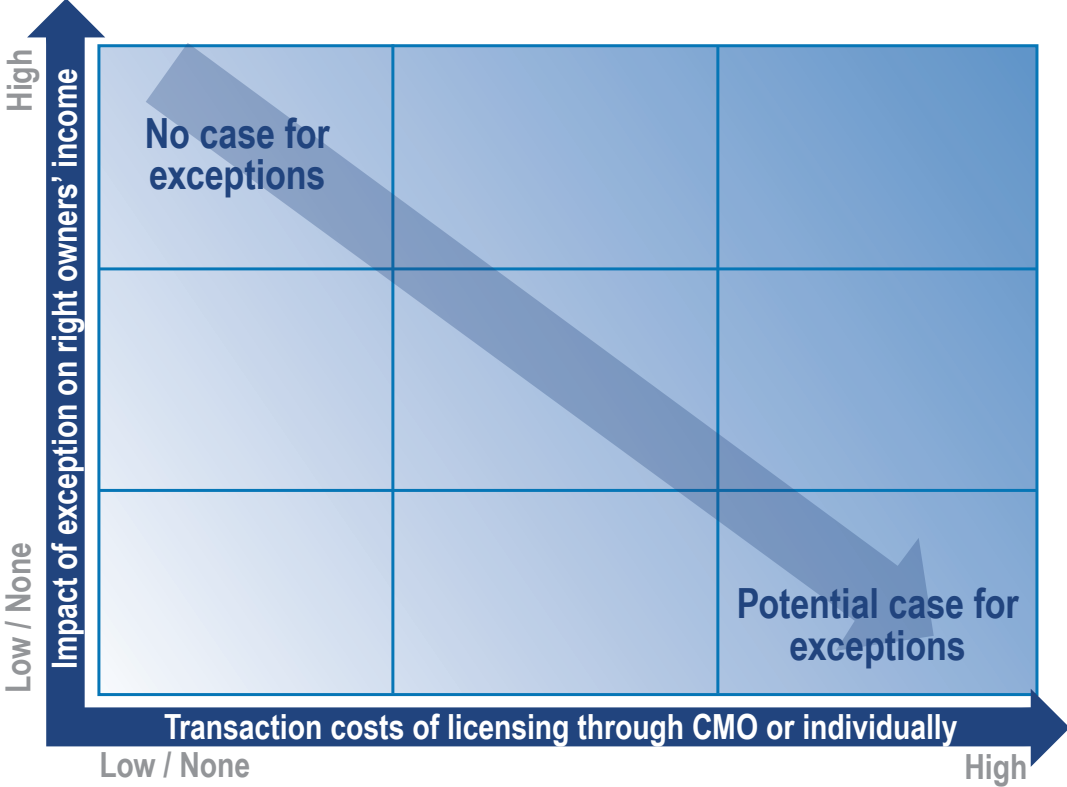 High
Impact of exception on right owners' income
Low / None
No case for
exceptions
Potential case for
exceptions
Transaction costs of licensing through CMO or individually
Low / None
High